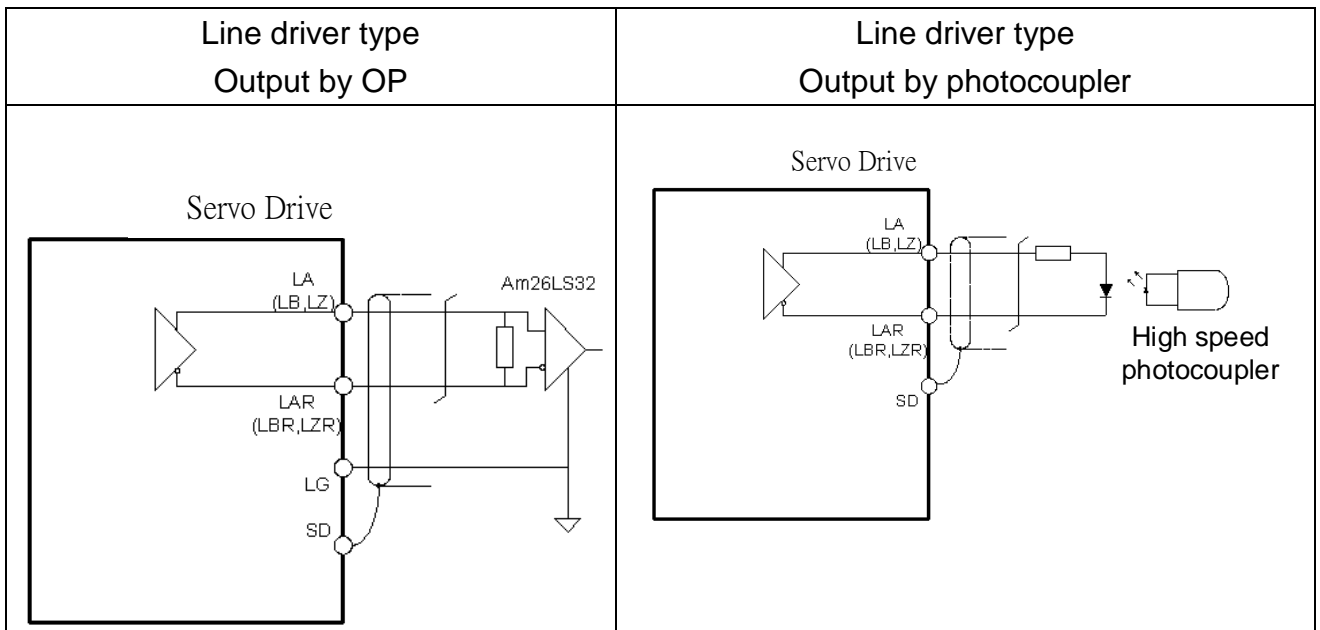 Line driver type
Output by OP
Line driver type
Output by photocoupler
Servo Drive
LA
(LB,LZ)
Am26LS32
LAR
(LBR,LZR)
LG
SD
Servo Drive
LA
(LB,LZ)
LAR
(LBR,LZR)
SD
High speed
photocoupler